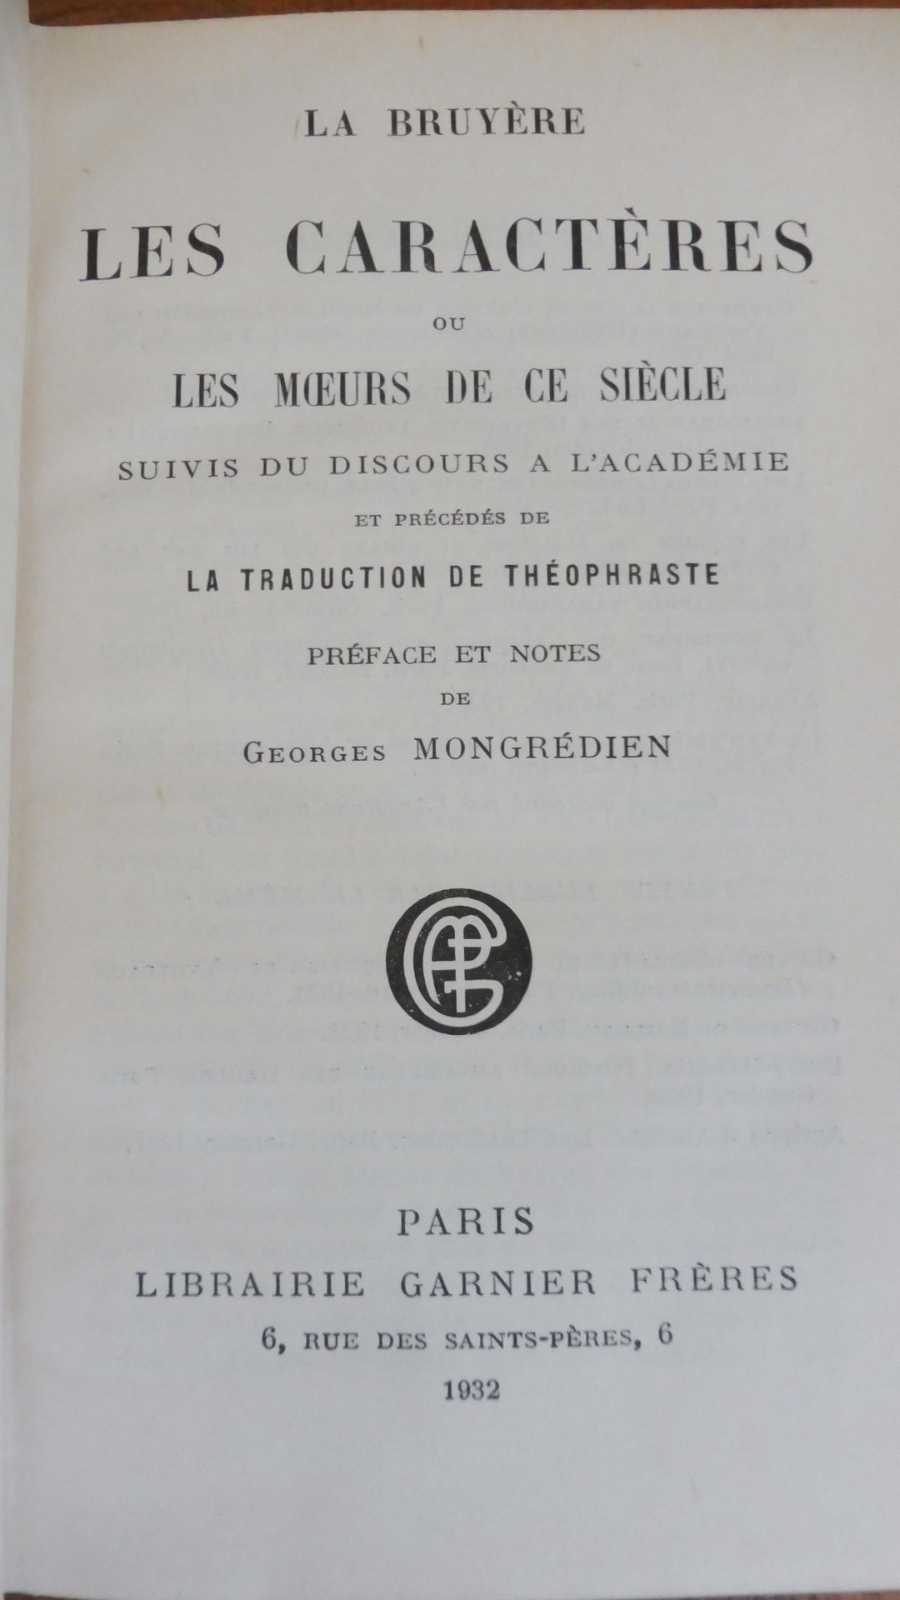 LA BRUYÈRE
LES CARACTÈRES
OU
LES MŒURS DE CE SIÈCLE
SUIVIS DU DISCOURS A L'ACADÉMIE
ET PRÉCÉDÉS DE
LA TRADUCTION DE THÉOPHRASTE
PRÉFACE ET NOTES
DE
GEORGES MONGRÉDIEN
PARIS
LIBRAIRIE GARNIER FRÈRES
6, RUE DES SAINTS-PÈRES, 6
1932